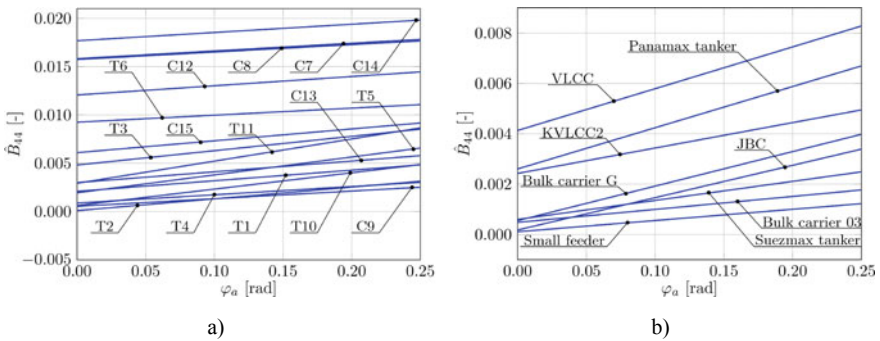 0.020
0.015
0.010
0.005
0.000
−0.005
B̂₄₄ [-]
T6
C12
C8
C7
C14
C13
T5
T3
C15
T11
T2
T4
T1
T10
C9
0.00
0.05
0.10
0.15
0.20
0.25
φₐ [rad]
a)
0.008
0.006
0.004
0.002
0.000
B̂₄₄ [-]
Panamax tanker
VLCC
KVLCC2
JBC
Bulk carrier G
Bulk carrier 03
Small feeder
Suezmax tanker
0.00
0.05
0.10
0.15
0.20
0.25
φₐ [rad]
b)